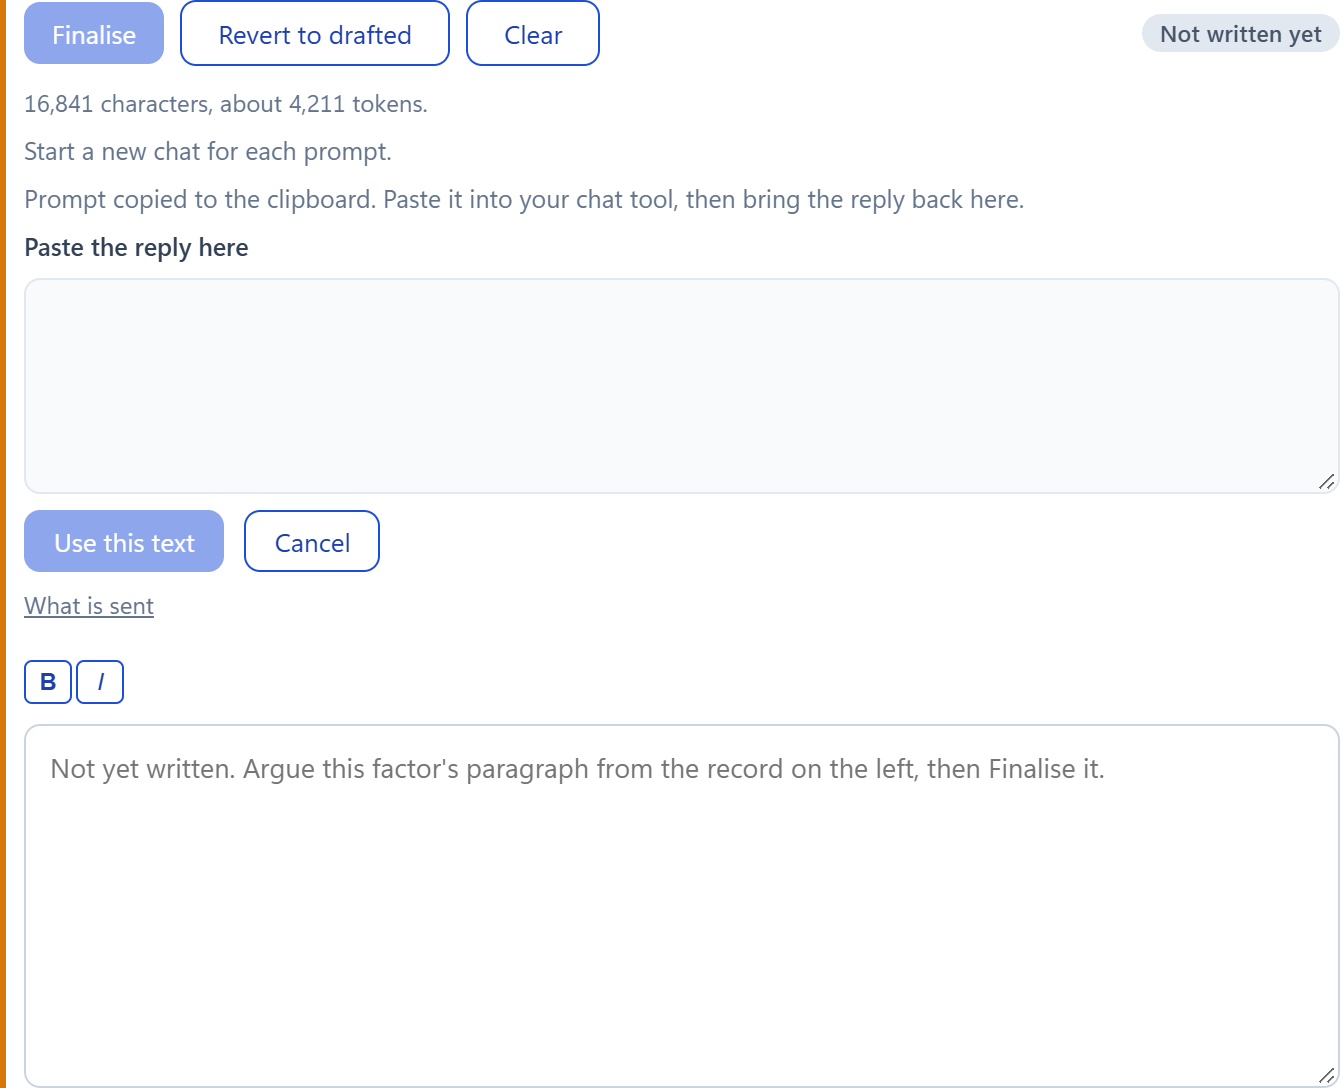 Finalise
Revert to drafted
Clear
Not written yet
16,841 characters, about 4,211 tokens.
Start a new chat for each prompt.
Prompt copied to the clipboard. Paste it into your chat tool, then bring the reply back here.
Paste the reply here
Use this text
Cancel
What is sent
B
I
Not yet written. Argue this factor's paragraph from the record on the left, then Finalise it.